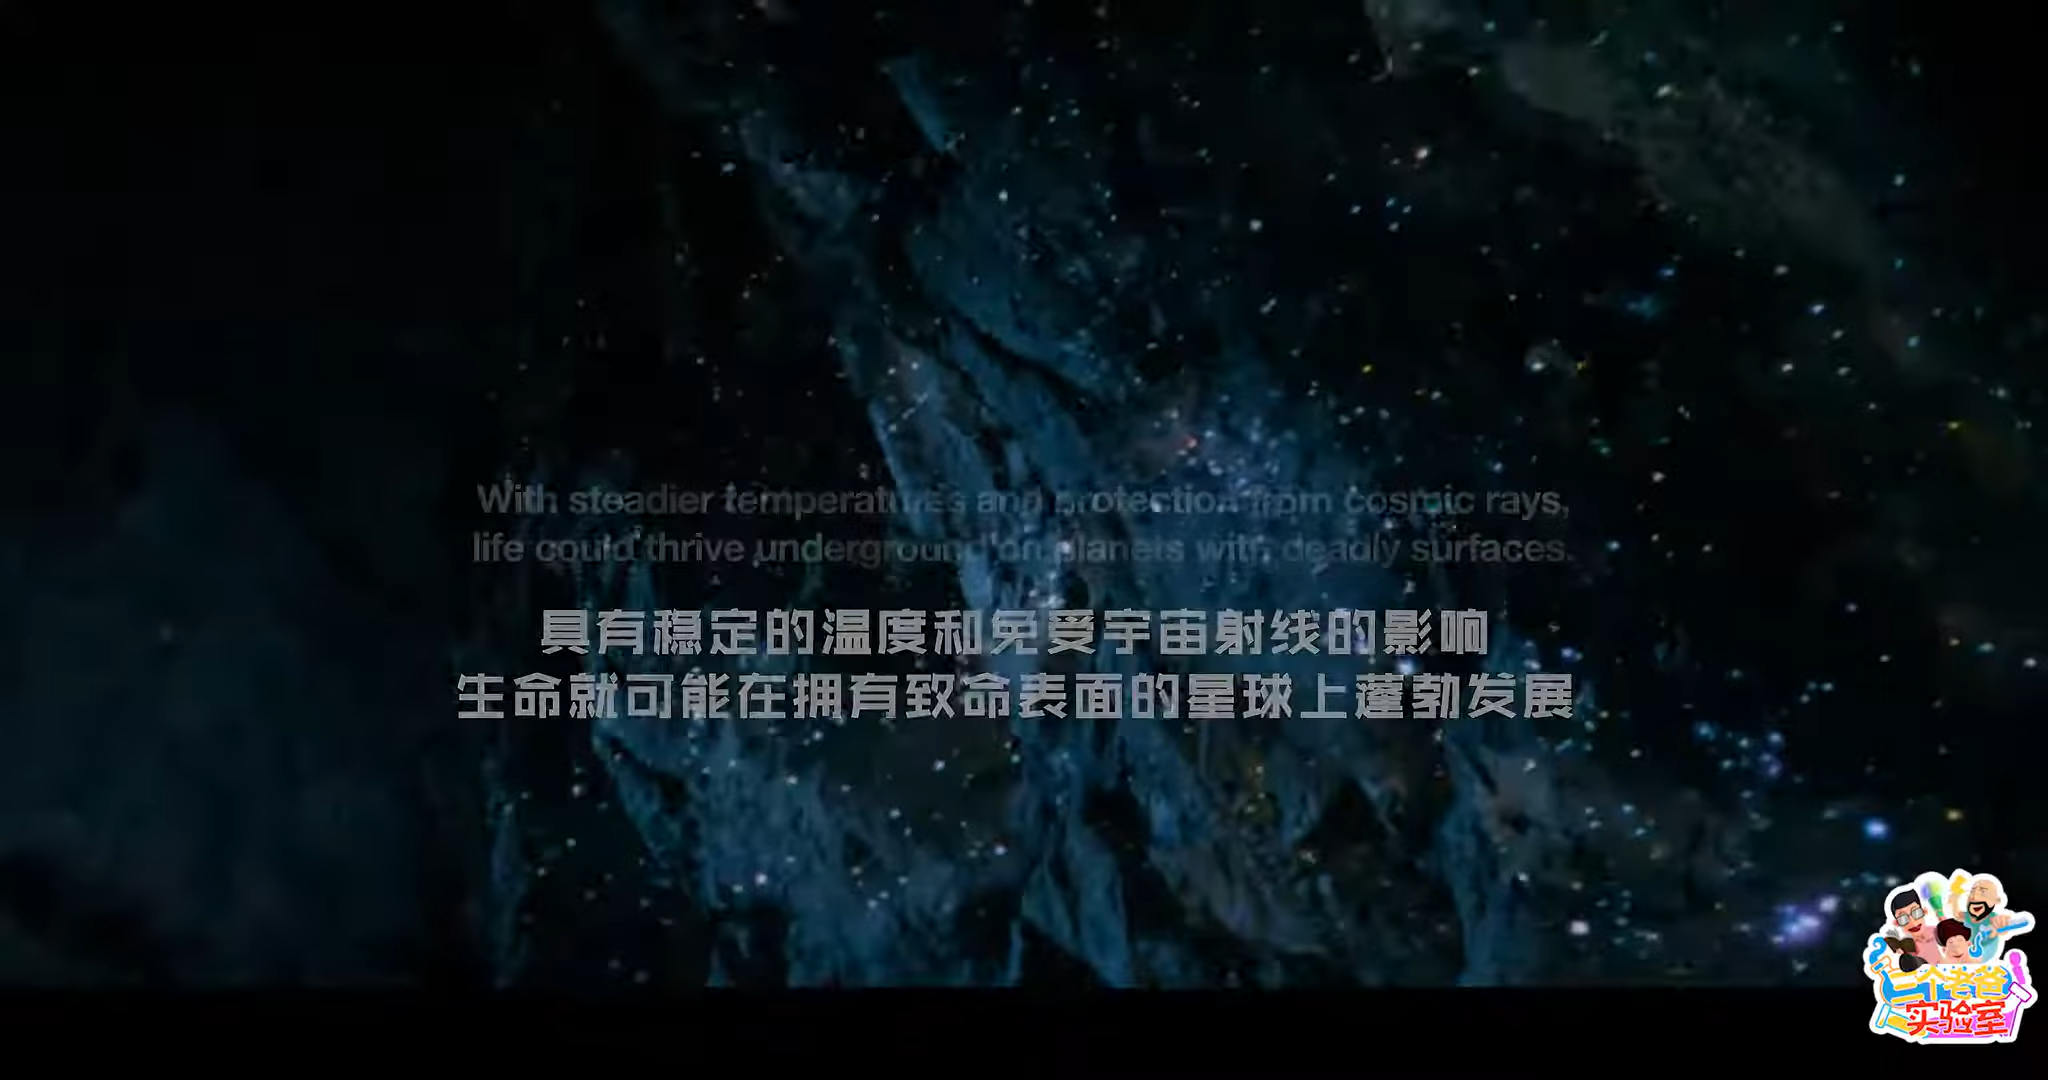 With steadier temperatures and protection from cosmic rays,
life could thrive underground on planets with deadly surfaces.
具有稳定的温度和免受宇宙射线的影响
生命就可能在拥有致命表面的星球上蓬勃发展
三个老爸
实验室